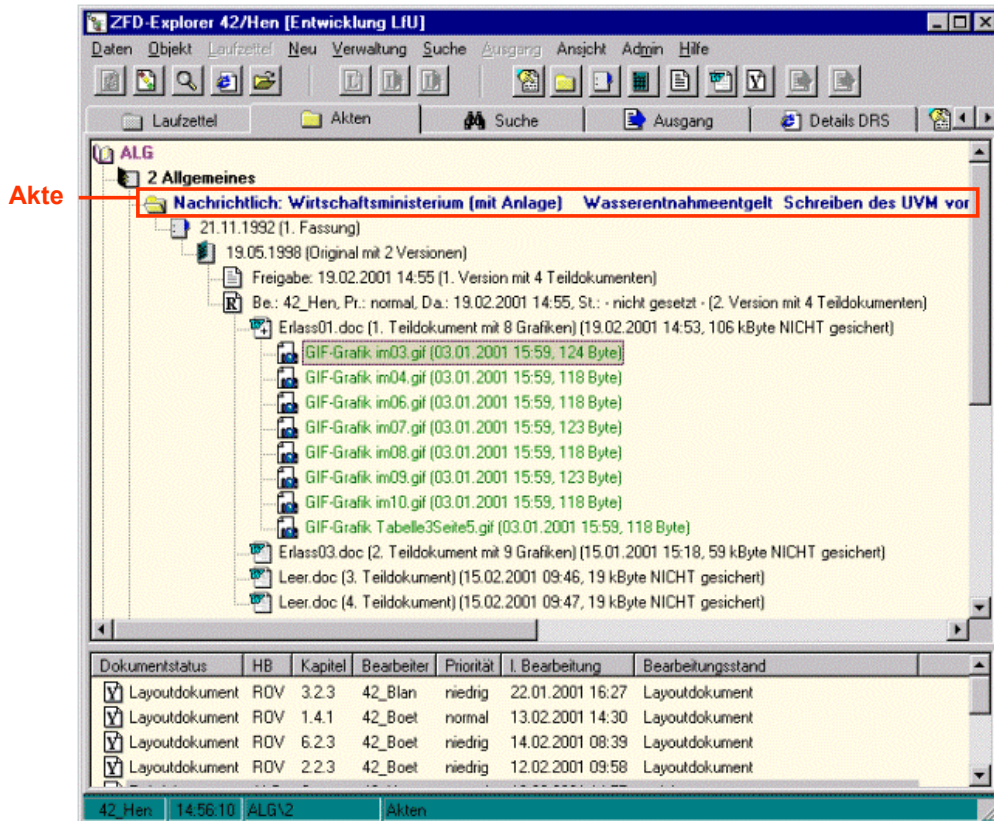 ZFD-Explorer 42/Hen [Entwicklung LfU]
Daten Objekt Laufzettel Neu Verwaltung Suche Ausgang Ansicht Admin Hilfe
Laufzettel Akten Suche Ausgang Details DRS
ALG
2 Allgemeines
Akte
Nachrichtlich: Wirtschaftsministerium (mit Anlage) Wasserentnahmeentgelt Schreiben des UVM vor
21.11.1992 (1. Fassung)
19.05.1998 (Original mit 2 Versionen)
Freigabe: 19.02.2001 14:55 (1. Version mit 4 Teildokumenten)
Be.: 42_Hen, Pr.: normal, Da.: 19.02.2001 14:55, St.: - nicht gesetzt - (2. Version mit 4 Teildokumenten)
Erlass01.doc (1. Teildokument mit 8 Grafiken) (19.02.2001 14:53, 106 kByte NICHT gesichert)
GIF-Grafik im03.gif (03.01.2001 15:59, 124 Byte)
GIF-Grafik im04.gif (03.01.2001 15:59, 118 Byte)
GIF-Grafik im06.gif (03.01.2001 15:59, 118 Byte)
GIF-Grafik im07.gif (03.01.2001 15:59, 123 Byte)
GIF-Grafik im08.gif (03.01.2001 15:59, 118 Byte)
GIF-Grafik im09.gif (03.01.2001 15:59, 123 Byte)
GIF-Grafik im10.gif (03.01.2001 15:59, 118 Byte)
GIF-Grafik Tabelle3Seite5.gif (03.01.2001 15:59, 118 Byte)
Erlass03.doc (2. Teildokument mit 9 Grafiken) (15.01.2001 15:18, 59 kByte NICHT gesichert)
Leer.doc (3. Teildokument) (15.02.2001 09:46, 19 kByte NICHT gesichert)
Leer.doc (4. Teildokument) (15.02.2001 09:47, 19 kByte NICHT gesichert)
Dokumentstatus HB Kapitel Bearbeiter Priorität l. Bearbeitung Bearbeitungsstand
Layoutdokument ROV 3.2.3 42_Blan niedrig 22.01.2001 16:27 Layoutdokument
Layoutdokument ROV 1.4.1 42_Boet normal 13.02.2001 14:30 Layoutdokument
Layoutdokument ROV 6.2.3 42_Boet niedrig 14.02.2001 08:39 Layoutdokument
Layoutdokument ROV 2.2.3 42_Boet niedrig 12.02.2001 09:58 Layoutdokument
42_Hen 14:56:10 ALG\2 Akten